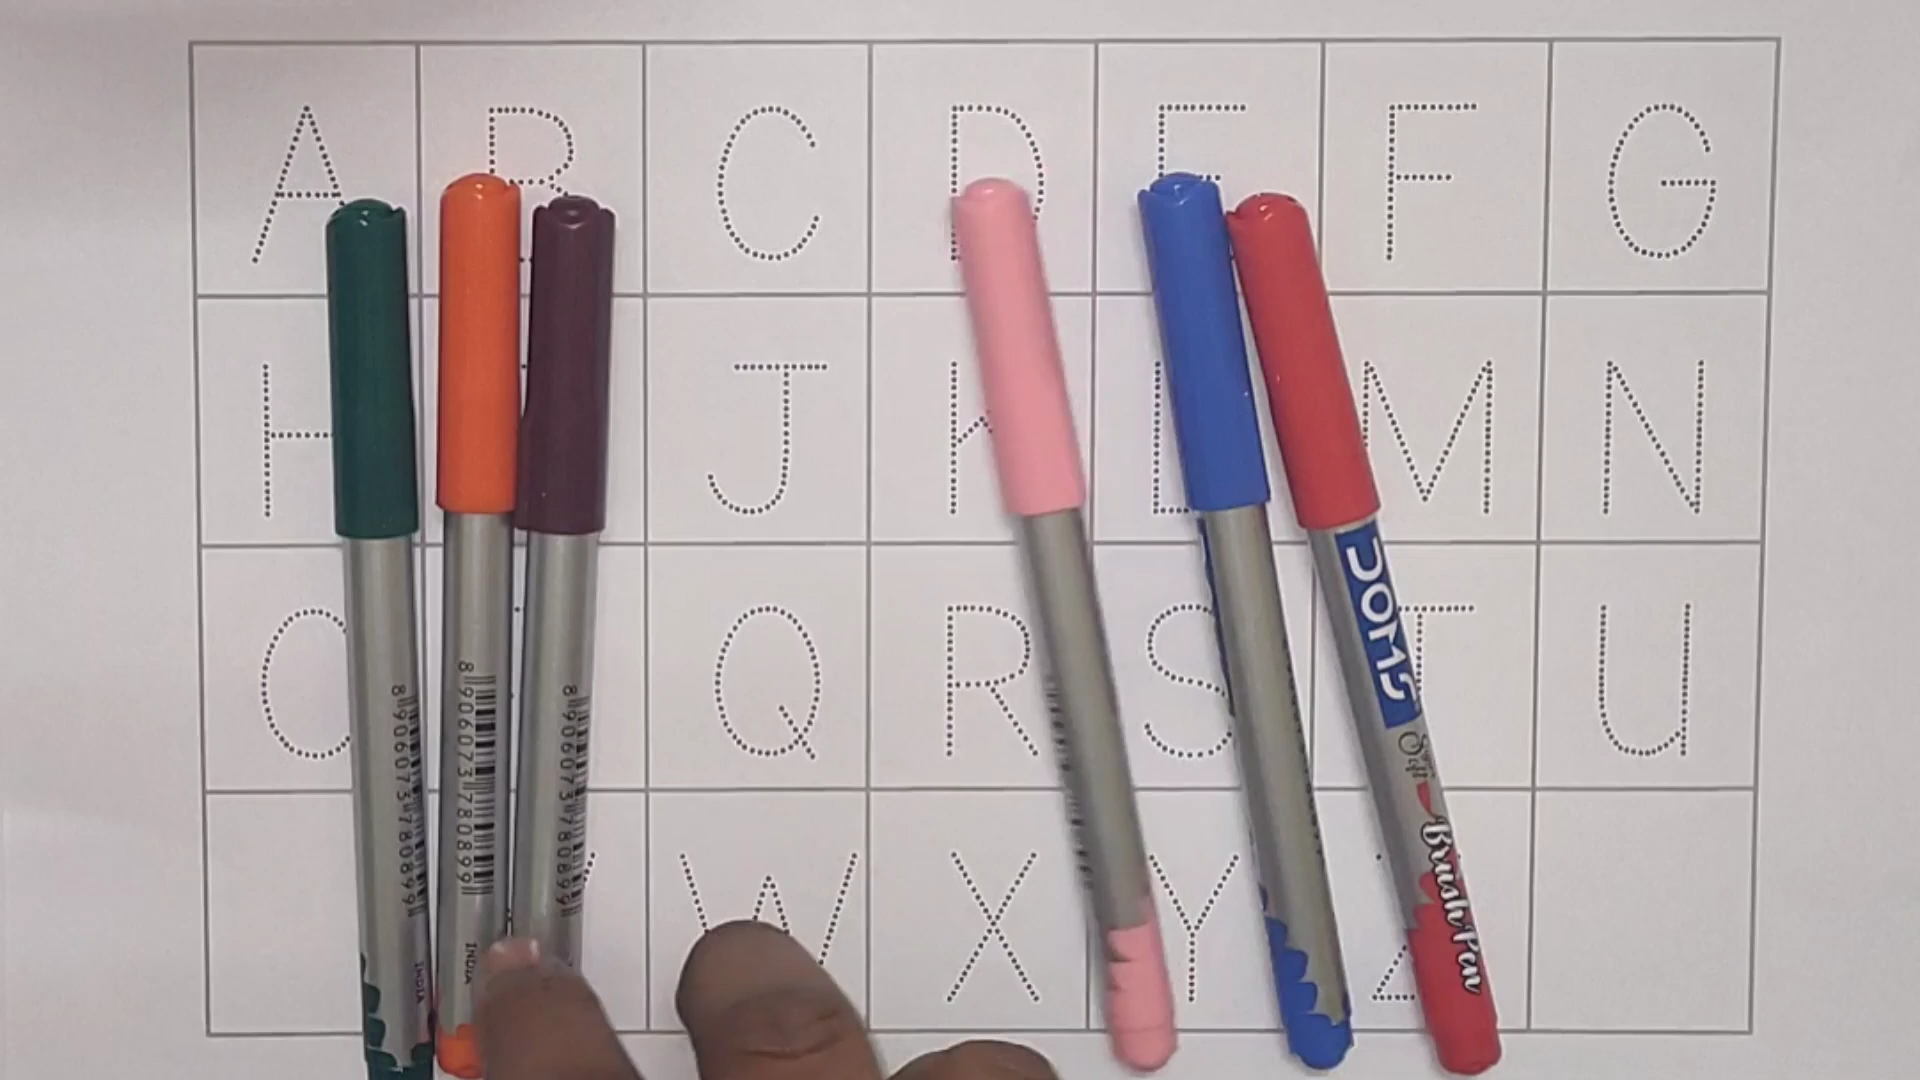 A B C D E F G
H J K L M N
O Q R S T U
W X Y Z
8906073780899
8906073780899
8906073780899
INDIA
INDIA
DOMS
Brush Pen